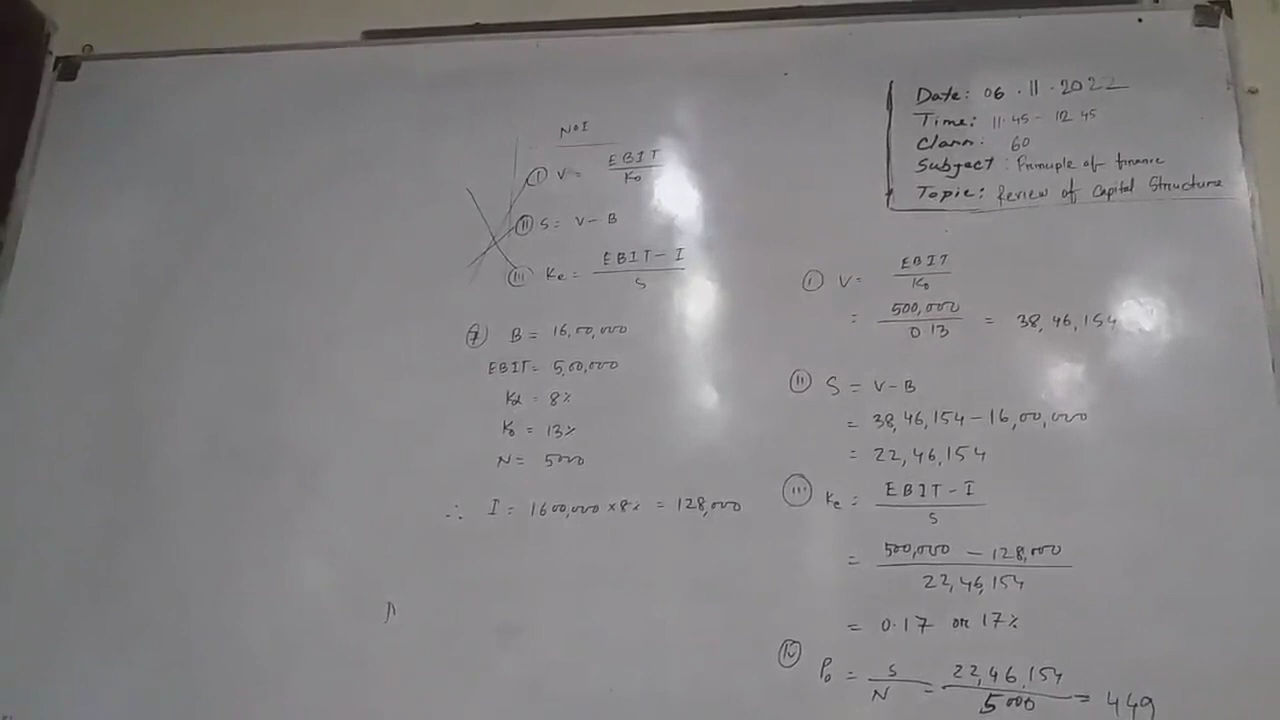 Date: 06.11.2022
Time: 11.45 - 12 45
Class: 60
Subject: Principle of finance
Topic: Review of Capital Structure
NOI
(I) V = EBIT / K₀
(II) S = V - B
(III) Ke = EBIT - I / S
B = 16,00,000
EBIT = 5,00,000
Kd = 8%
K₀ = 13%
N = 5000
∴ I = 1600,000 × 8% = 128,000
(I) V = EBIT / K₀
= 500,000 / 0.13 = 38,46,154
(II) S = V - B
= 38,46,154 - 16,00,000
= 22,46,154
(III) Ke = EBIT - I / S
= 500,000 - 128,000 / 22,46,154
= 0.17 or 17%
(IV) P₀ = S / N = 22,46,154 / 5000 = 449